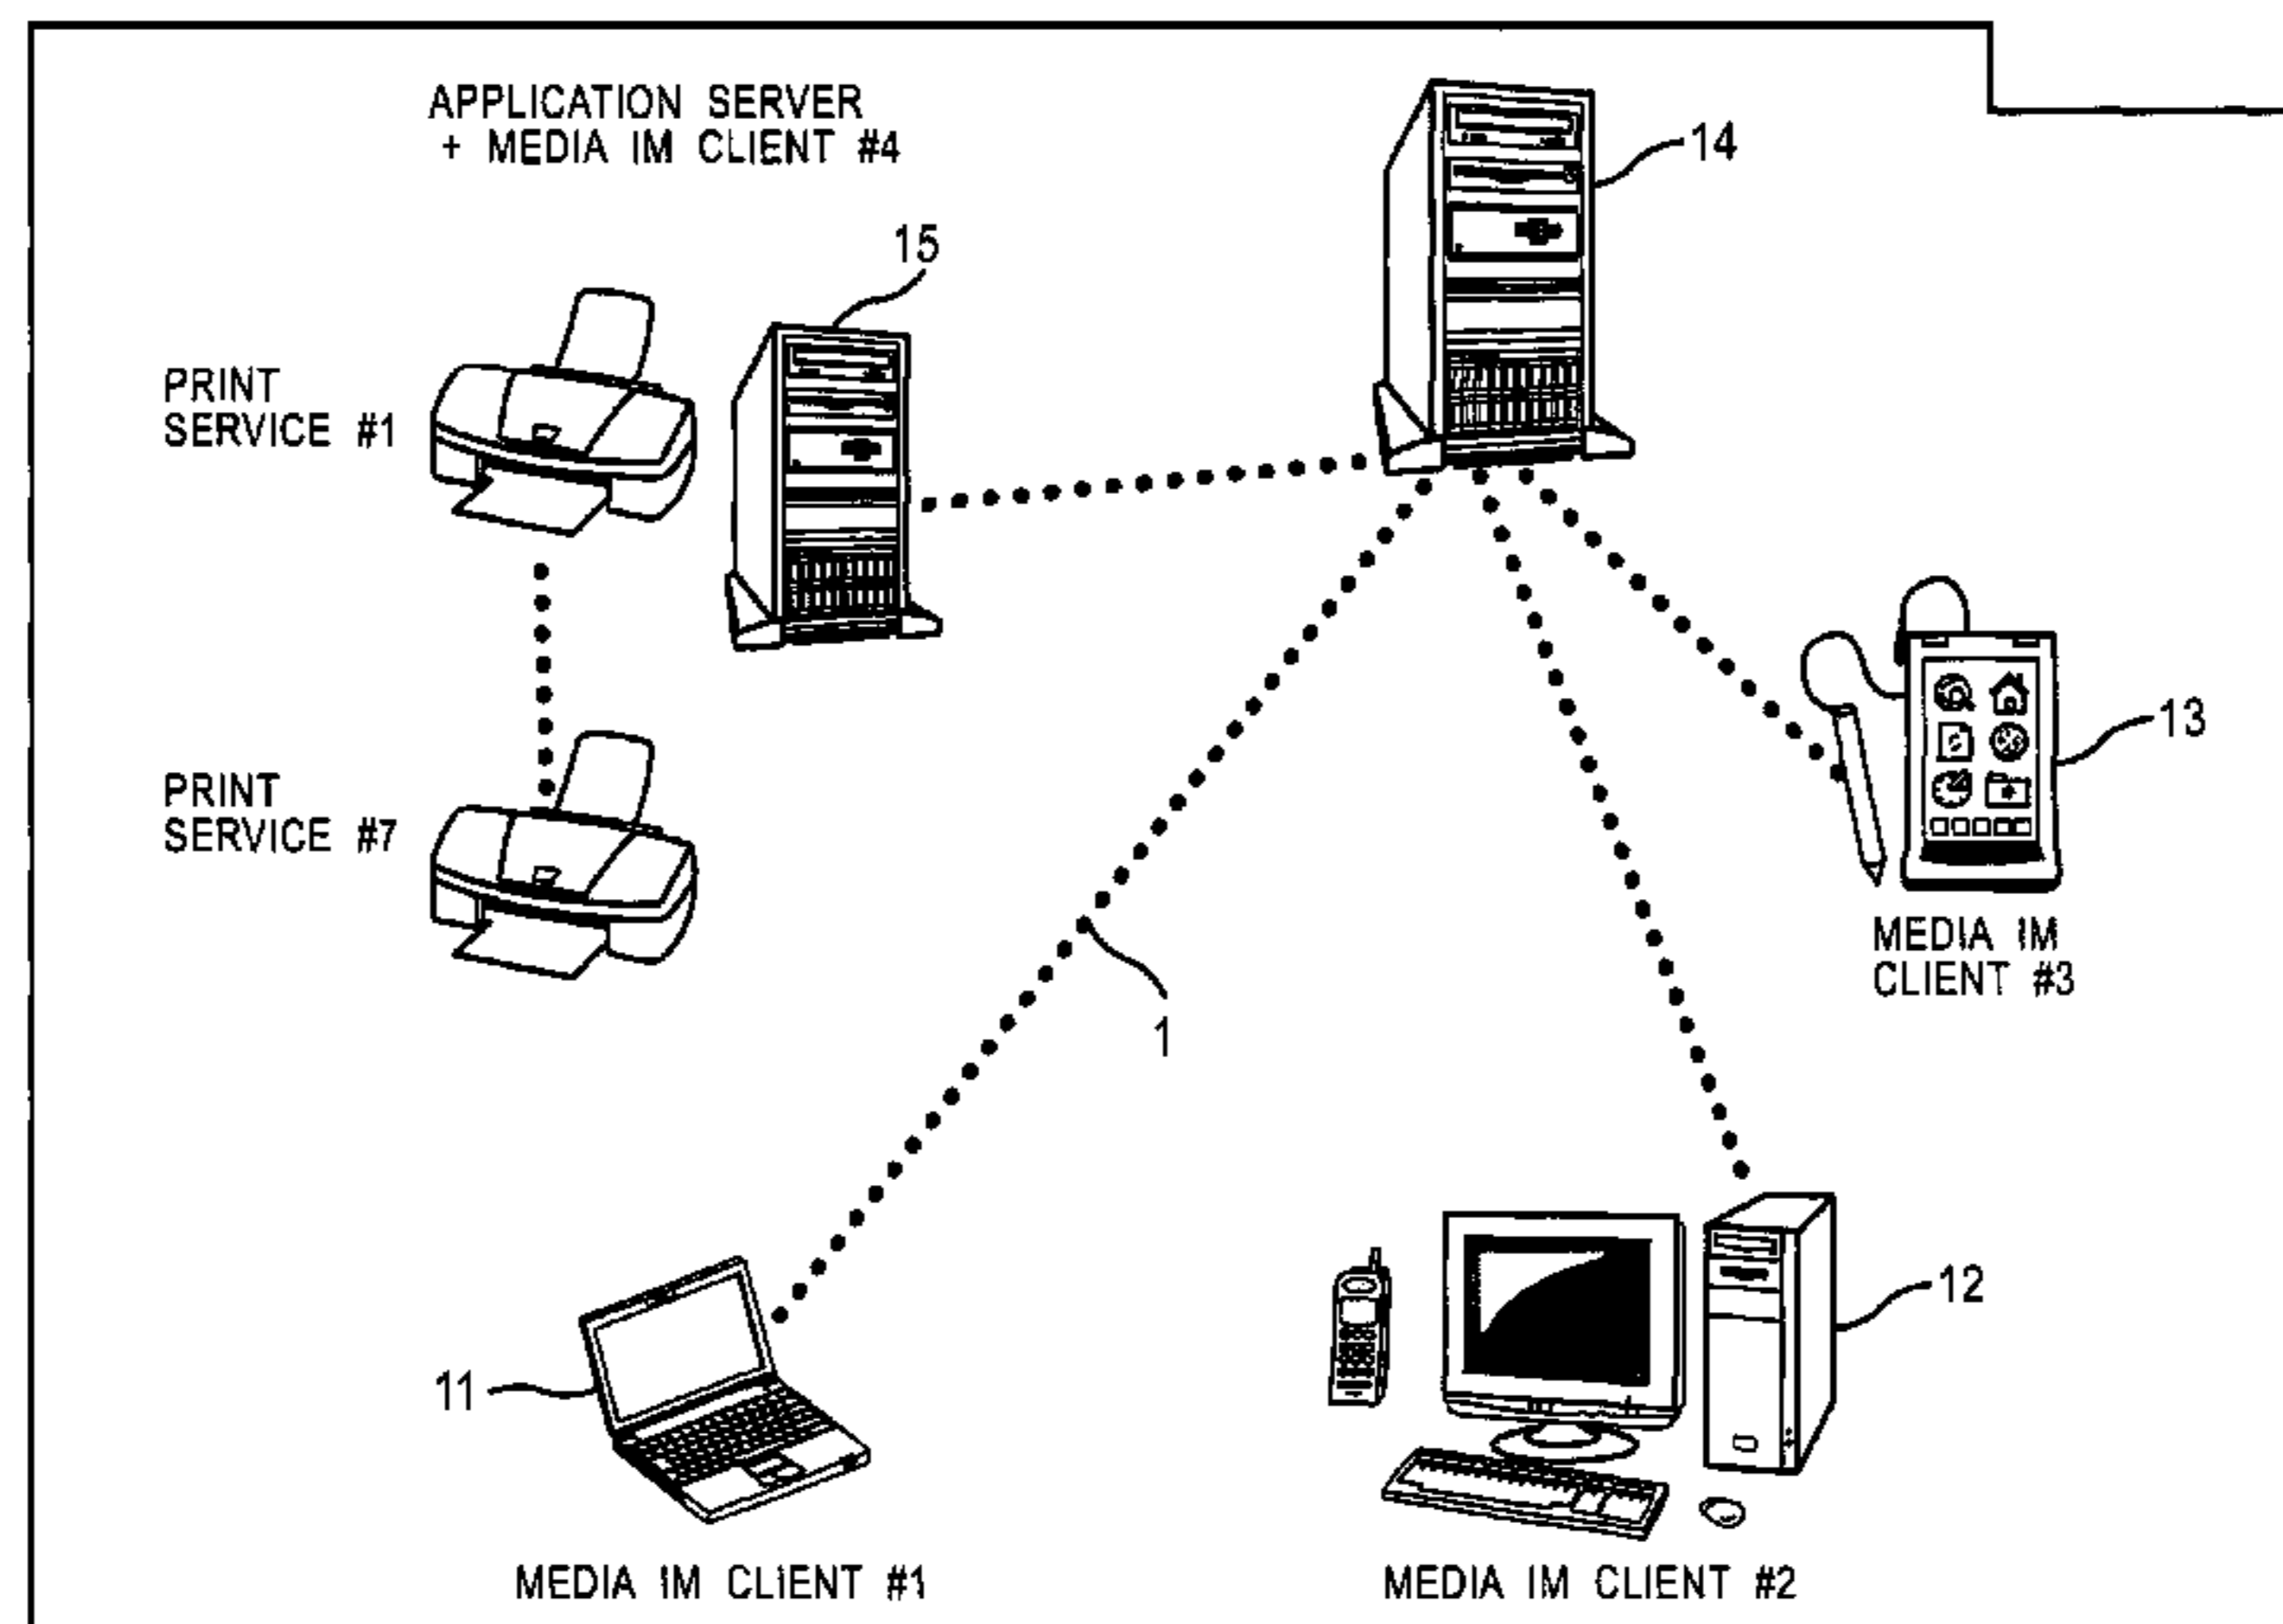 APPLICATION SERVER
+ MEDIA IM CLIENT #4
14
15
PRINT
SERVICE #1
13
PRINT
SERVICE #7
MEDIA IM
CLIENT #3
1
12
11
MEDIA IM CLIENT #1
MEDIA IM CLIENT #2